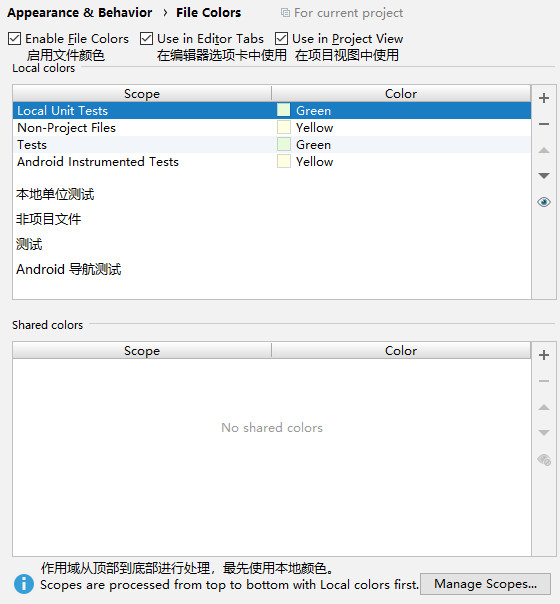 Appearance & Behavior › File Colors For current project
Enable File Colors Use in Editor Tabs Use in Project View
启用文件颜色 在编辑器选项卡中使用 在项目视图中使用
Local colors
Scope Color
Local Unit Tests Green
Non-Project Files Yellow
Tests Green
Android Instrumented Tests Yellow
本地单位测试
非项目文件
测试
Android 导航测试
Shared colors
Scope Color
No shared colors
作用域从顶部到底部进行处理，最先使用本地颜色。
Scopes are processed from top to bottom with Local colors first. Manage Scopes...